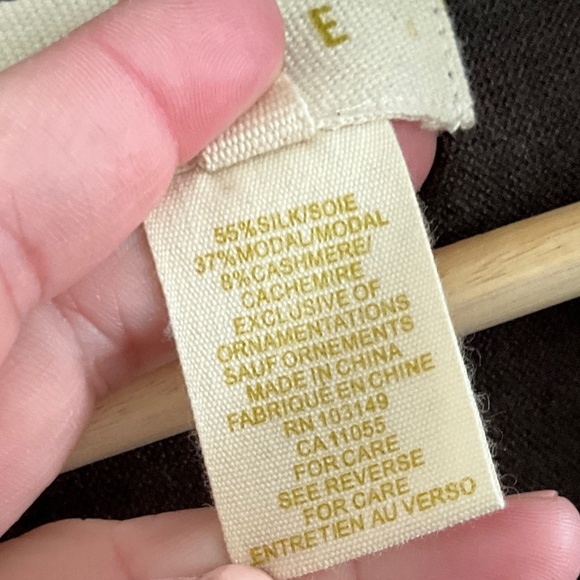 E
55%SILK/SOIE
37%MODAL/MODAL
8%CASHMERE/
CACHEMIRE
EXCLUSIVE OF
ORNAMENTATIONS
SAUF ORNEMENTS
MADE IN CHINA
FABRIQUE EN CHINE
RN 103149
CA 11055
FOR CARE
SEE REVERSE
FOR CARE
ENTRETIEN AU VERSO